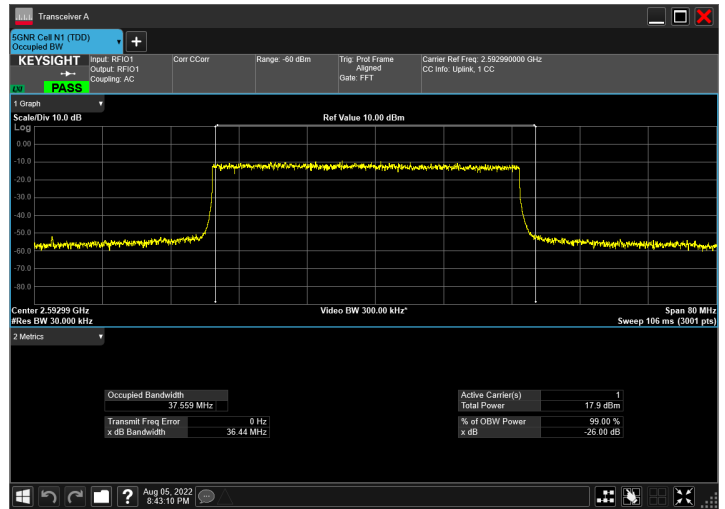 Transceiver A
5GNR Cell N1 (TDD)
Occupied BW
KEYSIGHT
LXI
PASS
Input: RFIO1
Output: RFIO1
Coupling: AC
Corr CCorr
Range: -60 dBm
Trig: Prot Frame
Aligned
Gate: FFT
Carrier Ref Freq: 2.592990000 GHz
CC Info: Uplink, 1 CC
1 Graph
Scale/Div 10.0 dB
Ref Value 10.00 dBm
Log
0.00
-10.0
-20.0
-30.0
-40.0
-50.0
-60.0
-70.0
-80.0
Center 2.59299 GHz
Video BW 300.00 kHz*
Span 80 MHz
#Res BW 30.000 kHz
Sweep 106 ms (3001 pts)
2 Metrics
Occupied Bandwidth
37.559 MHz
Transmit Freq Error 0 Hz
x dB Bandwidth 36.44 MHz
Active Carrier(s) 1
Total Power 17.9 dBm
% of OBW Power 99.00 %
x dB -26.00 dB
Aug 05, 2022
8:43:10 PM